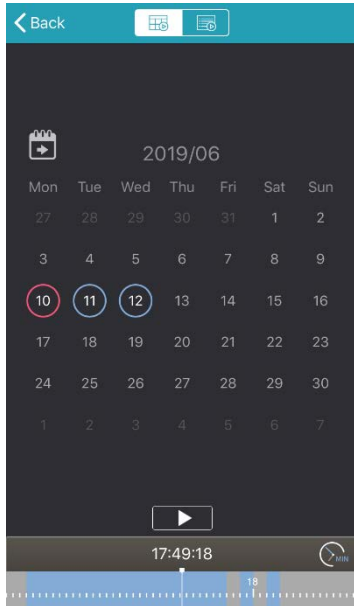 Back
2019/06
Mon Tue Wed Thu Fri Sat Sun
27 28 29 30 31 1 2
3 4 5 6 7 8 9
10 11 12 13 14 15 16
17 18 19 20 21 22 23
24 25 26 27 28 29 30
1 2 3 4 5 6 7
17:49:18
MIN
18